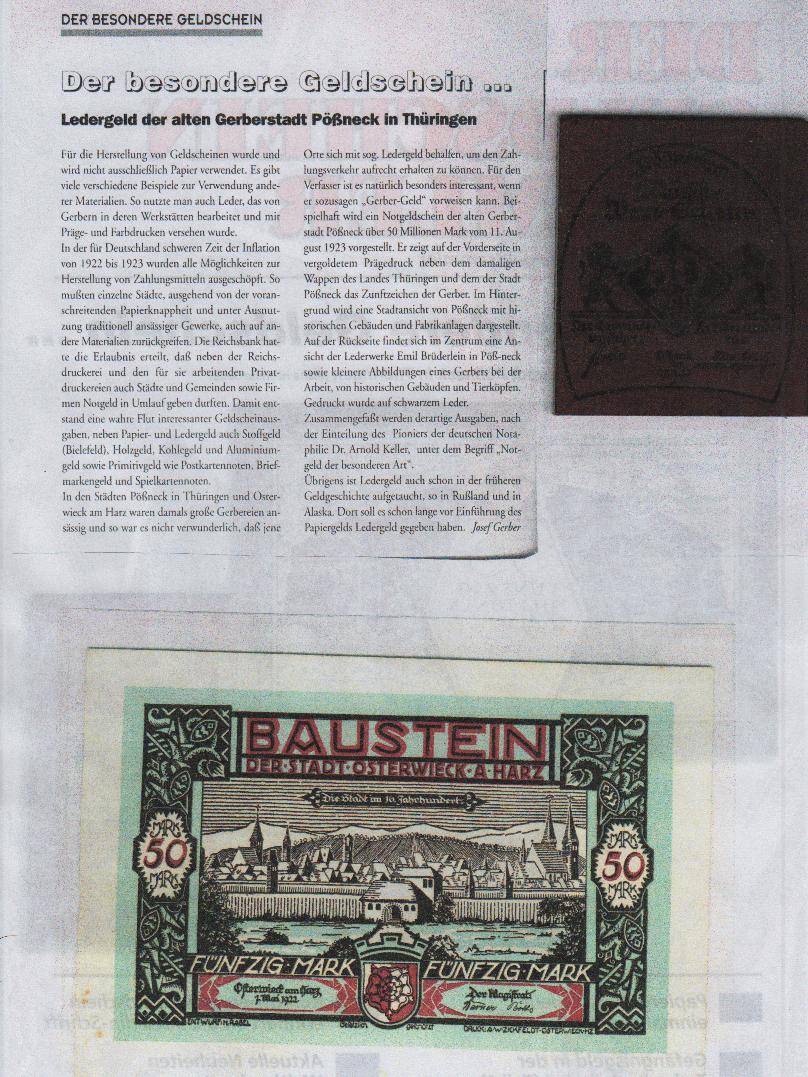 DER BESONDERE GELDSCHEIN
Der besondere Geldschein ...
Ledergeld der alten Gerberstadt Pößneck in Thüringen
Für die Herstellung von Geldscheinen wurde und
wird nicht ausschließlich Papier verwendet. Es gibt
viele verschiedene Beispiele zur Verwendung ande-
rer Materialien. So nutzte man auch Leder, das von
Gerbern in deren Werkstätten bearbeitet und mit
Präge- und Farbdrucken versehen wurde.
In der für Deutschland schweren Zeit der Inflation
von 1922 bis 1923 wurden alle Möglichkeiten zur
Herstellung von Zahlungsmitteln ausgeschöpft. So
mußten einzelne Städte, ausgehend von der voran-
schreitenden Papierknappheit und unter Ausnut-
zung traditionell ansässiger Gewerke, auch auf an-
dere Materialien zurückgreifen. Die Reichsbank hat-
te die Erlaubnis erteilt, daß neben der Reichs-
druckerei und den für sie arbeitenden Privat-
druckereien auch Städte und Gemeinden sowie Fir-
men Notgeld in Umlauf geben durften. Damit ent-
stand eine wahre Flut interessanter Geldscheinaus-
gaben, neben Papier- und Ledergeld auch Stoffgeld
(Bielefeld), Holzgeld, Kohlegeld und Aluminium-
geld sowie Primitivgeld wie Postkartennoten, Brief-
markengeld und Spielkartennoten.
In den Städten Pößneck in Thüringen und Oster-
wieck am Harz waren damals große Gerbereien an-
sässig und so war es nicht verwunderlich, daß jene
Orte sich mit sog. Ledergeld behalfen, um den Zah-
lungsverkehr aufrecht erhalten zu können. Für den
Verfasser ist es natürlich besonders interessant, wenn
er sozusagen „Gerber-Geld" vorweisen kann. Bei-
spielhaft wird ein Notgeldschein der alten Gerber-
stadt Pößneck über 50 Millionen Mark vom 11. Au-
gust 1923 vorgestellt. Er zeigt auf der Vorderseite in
vergoldetem Prägedruck neben dem damaligen
Wappen des Landes Thüringen und dem der Stadt
Pößneck das Zunftzeichen der Gerber. Im Hinter-
grund wird eine Stadtansicht von Pößneck mit hi-
storischen Gebäuden und Fabrikanlagen dargestellt.
Auf der Rückseite findet sich im Zentrum eine An-
sicht der Lederwerke Emil Brüderlein in Pöß-neck
sowie kleinere Abbildungen eines Gerbers bei der
Arbeit, von historischen Gebäuden und Tierköpfen.
Gedruckt wurde auf schwarzem Leder.
Zusammengefaßt werden derartige Ausgaben, nach
der Einteilung des Pioniers der deutschen Nota-
philie Dr. Arnold Keller, unter dem Begriff „Not-
geld der besonderen Art".
Übrigens ist Ledergeld auch schon in der früheren
Geldgeschichte aufgetaucht, so in Rußland und in
Alaska. Dort soll es schon lange vor Einführung des
Papiergelds Ledergeld gegeben haben. Josef Gerber
BAUSTEIN
DER·STADT·OSTERWIECK·A·HARZ
Die Stadt im 16. Jahrhundert
MARK
50
MARK
MARK
50
MARK
FÜNFZIG·MARK FÜNFZIG·MARK
Osterwieck am Harz
1. Mai 1922
Der Magistrat
ENTWURF: N. RABEL
DRUCK: A·W·ZICKFELDT·OSTERWIECK·HZ